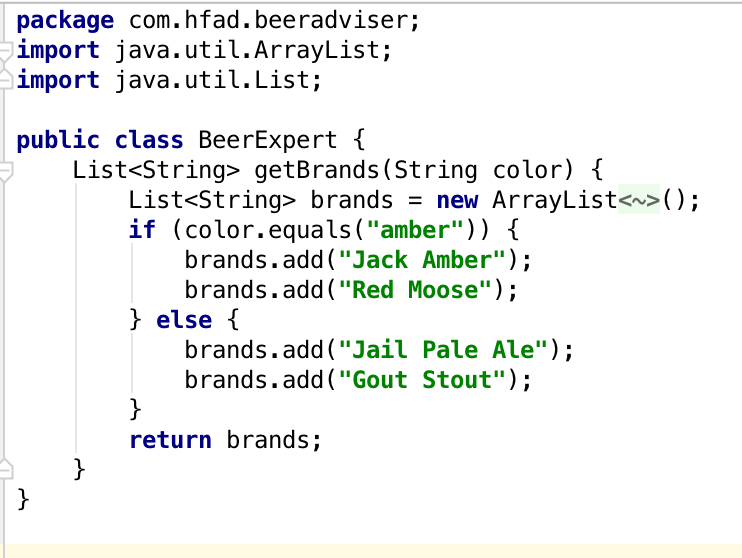 package com.hfad.beeradviser;
import java.util.ArrayList;
import java.util.List;
public class BeerExpert {
List<String> getBrands(String color) {
List<String> brands = new ArrayList<~>();
if (color.equals("amber")) {
brands.add("Jack Amber");
brands.add("Red Moose");
} else {
brands.add("Jail Pale Ale");
brands.add("Gout Stout");
}
return brands;
}
}